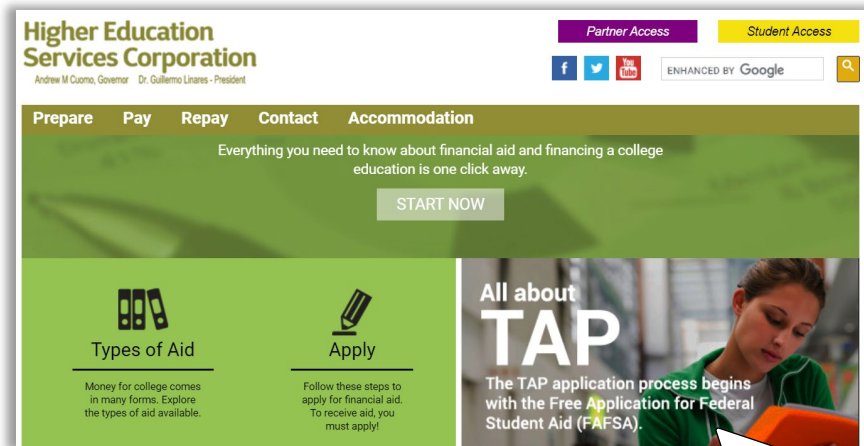 Higher Education
Services Corporation
Andrew M Cuomo, Governor Dr. Guillermo Linares - President
Partner Access
Student Access
f
You
Tube
ENHANCED BY Google
Prepare Pay Repay Contact Accommodation
Everything you need to know about financial aid and financing a college
education is one click away.
START NOW
Types of Aid
Money for college comes
in many forms. Explore
the types of aid available.
Apply
Follow these steps to
apply for financial aid.
To receive aid, you
must apply!
All about
TAP
The TAP application process begins
with the Free Application for Federal
Student Aid (FAFSA).